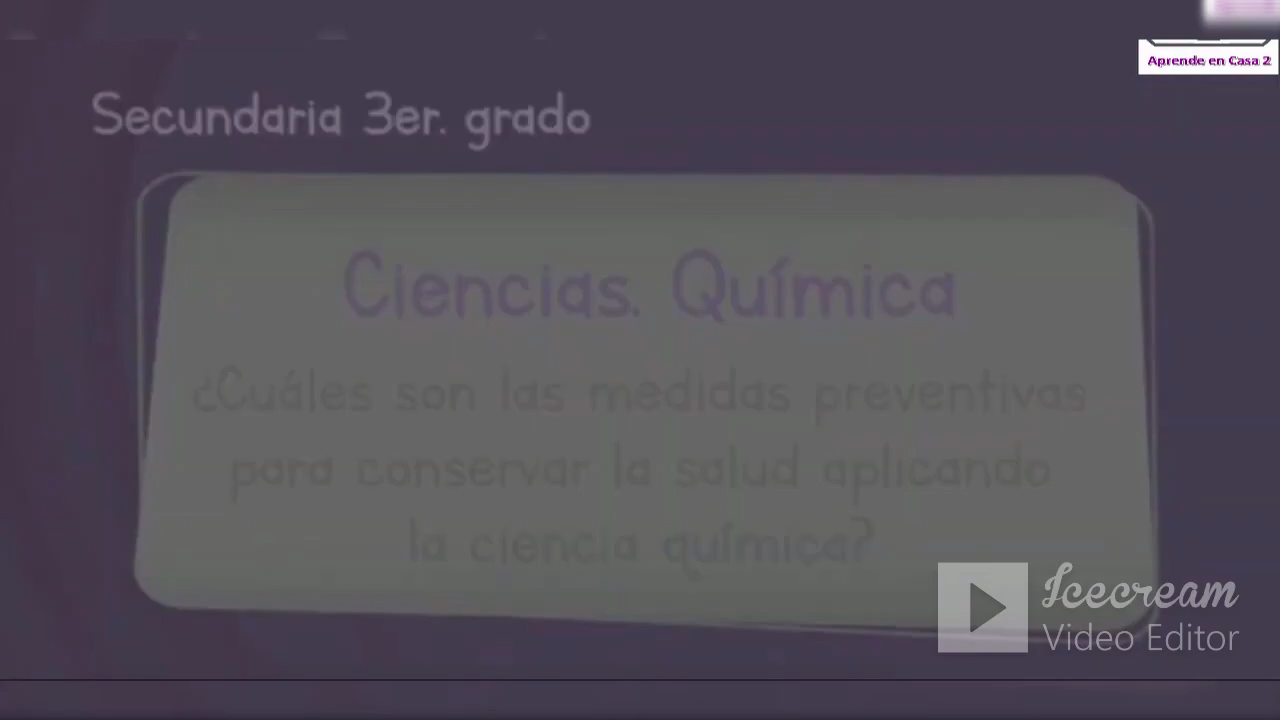 Aprende en Casa 2
Secundaria 3er. grado
Ciencias. Química
¿Cuáles son las medidas preventivas
para conservar la salud aplicando
la ciencia química?
Icecream
Video Editor